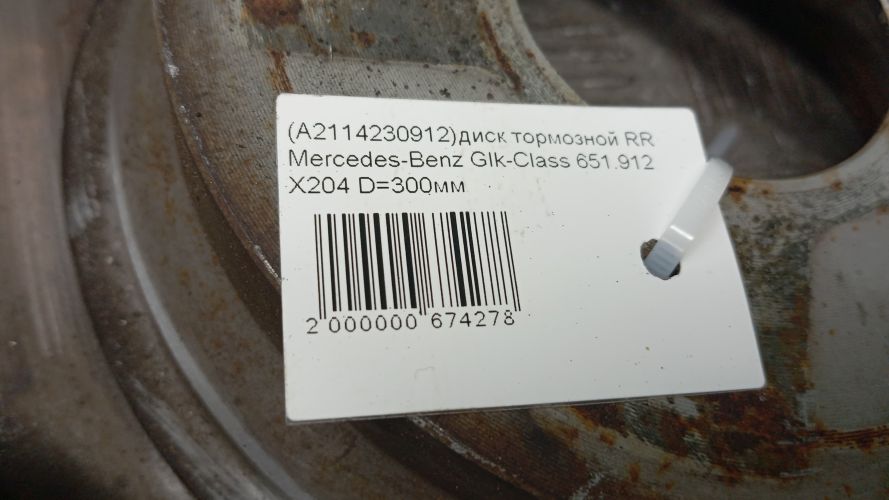 (A2114230912)диск тормозной RR
Mercedes-Benz Glk-Class 651.912
X204 D=300мм
2 000000 674278